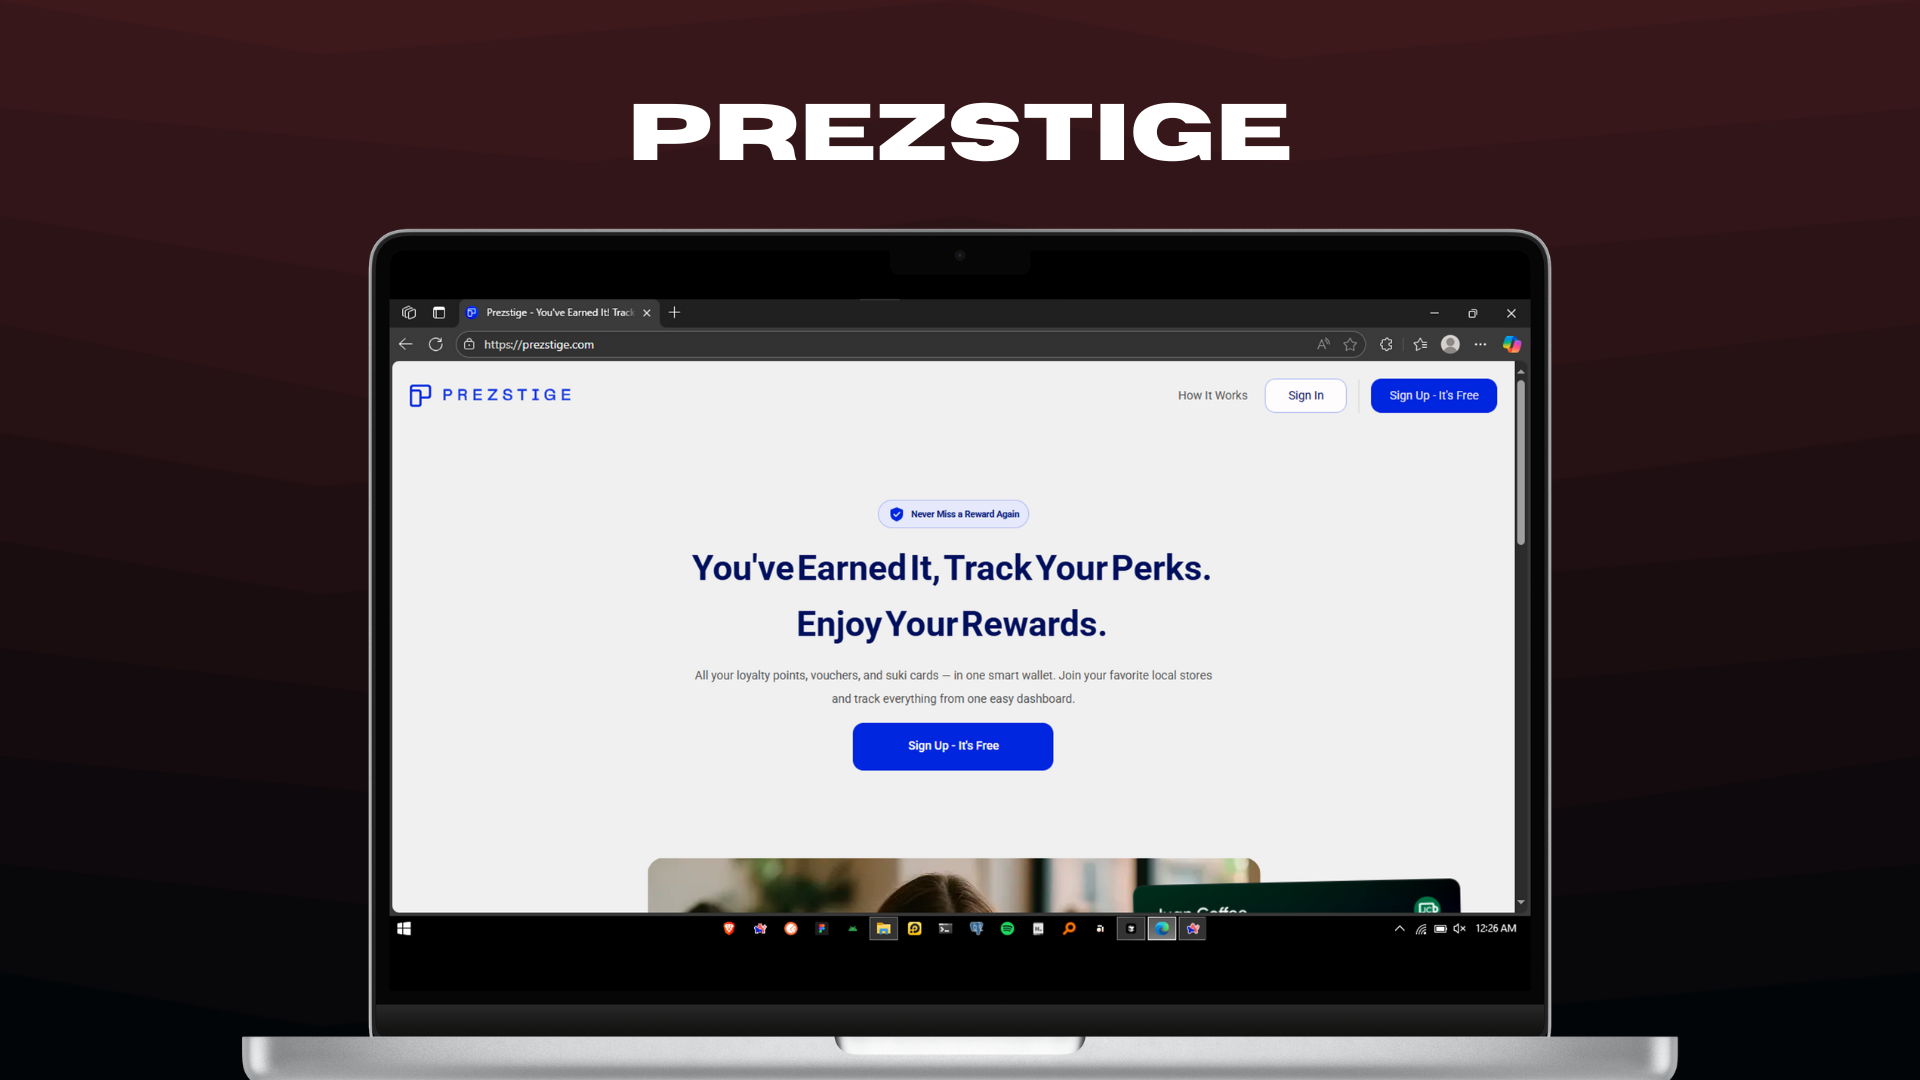 PREZSTIGE
Prezstige - You've Earned It! Track
https://prezstige.com
PREZSTIGE
How It Works
Sign In
Sign Up - It's Free
Never Miss a Reward Again
You've Earned It, Track Your Perks.
Enjoy Your Rewards.
All your loyalty points, vouchers, and suki cards — in one smart wallet. Join your favorite local stores
and track everything from one easy dashboard.
Sign Up - It's Free
12:26 AM